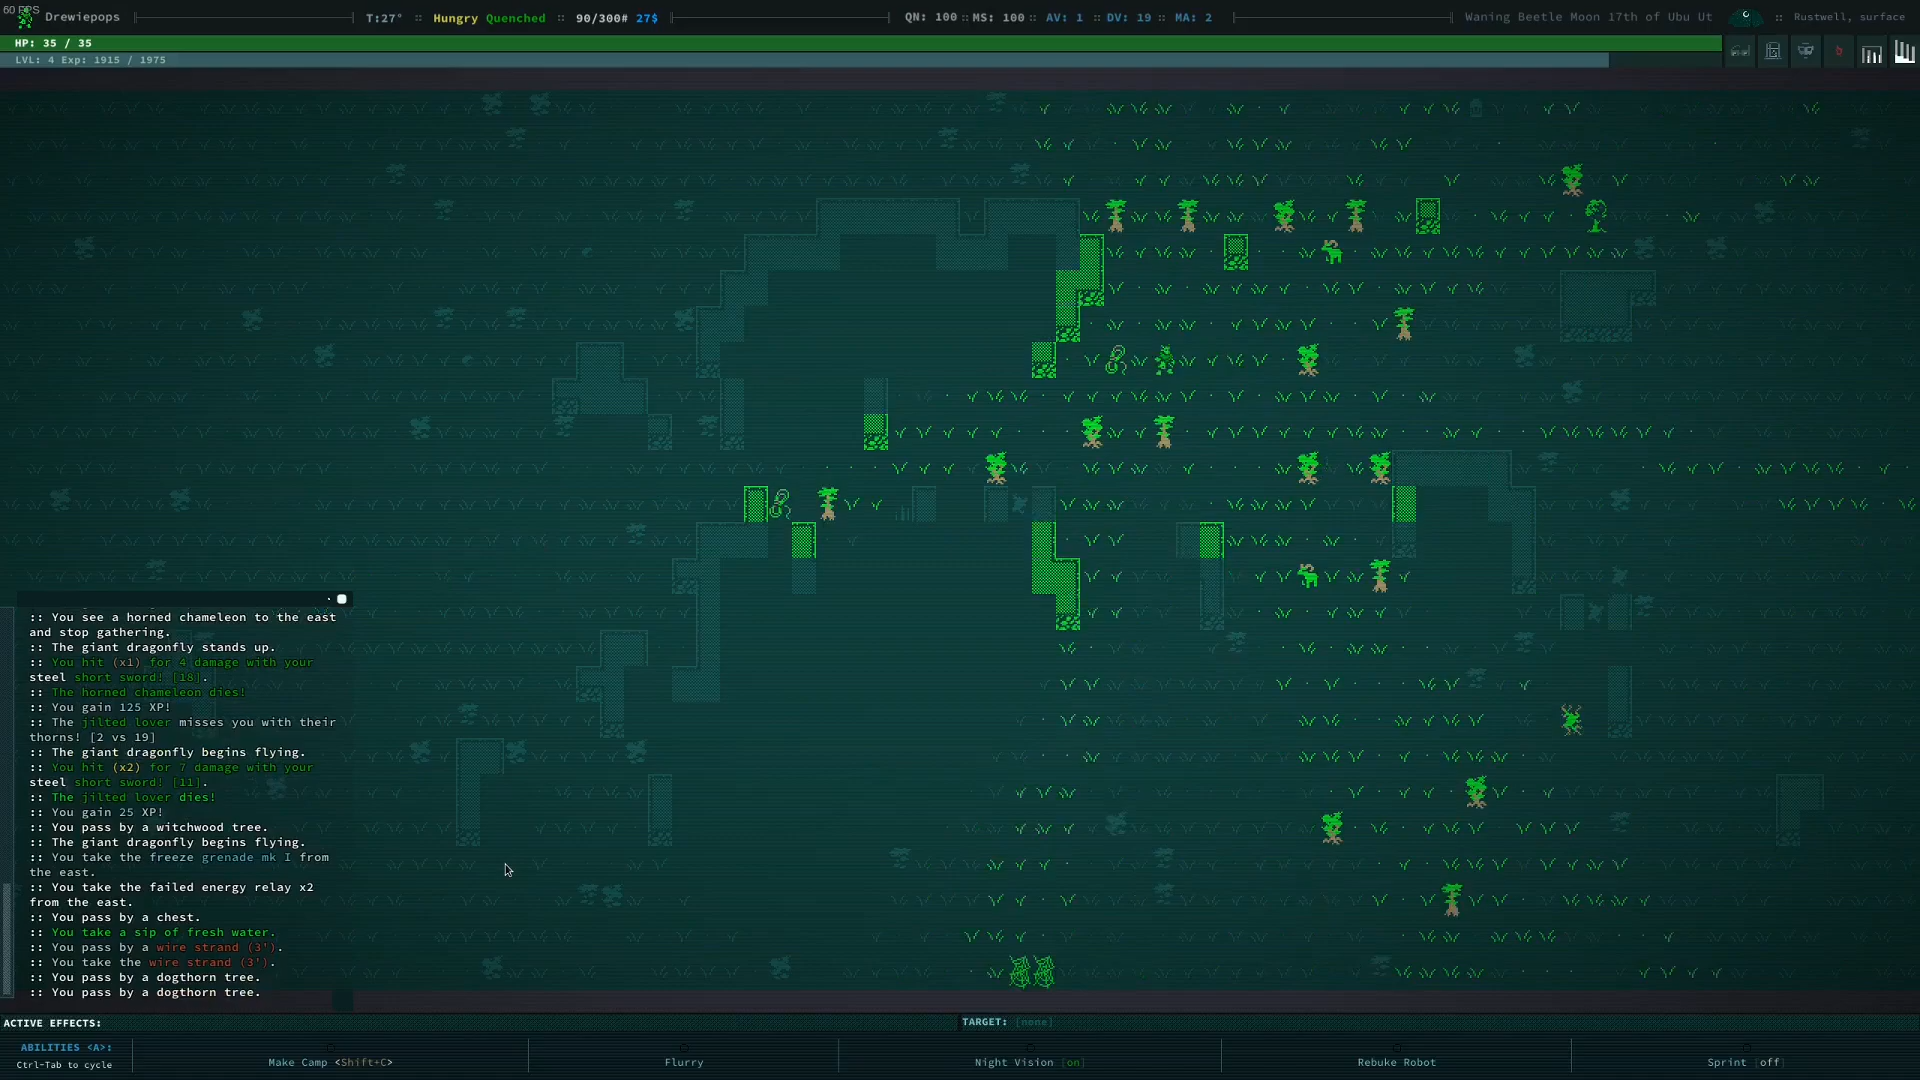 60 FPS
Drewiepops
T:27° :: Hungry Quenched :: 90/300# 27$
QN: 100 :: MS: 100 :: AV: 1 :: DV: 19 :: MA: 2
Waning Beetle Moon 17th of Ubu Ut
:: Rustwell, surface
HP: 35 / 35
LVL: 4 Exp: 1915 / 1975
:: You see a horned chameleon to the east
and stop gathering.
:: The giant dragonfly stands up.
:: You hit (x1) for 4 damage with your
steel short sword! [18].
:: The horned chameleon dies!
:: You gain 125 XP!
:: The jilted lover misses you with their
thorns! [2 vs 19]
:: The giant dragonfly begins flying.
:: You hit (x2) for 7 damage with your
steel short sword! [11].
:: The jilted lover dies!
:: You gain 25 XP!
:: You pass by a witchwood tree.
:: The giant dragonfly begins flying.
:: You take the freeze grenade mk I from
the east.
:: You take the failed energy relay x2
from the east.
:: You pass by a chest.
:: You take a sip of fresh water.
:: You pass by a wire strand (3').
:: You take the wire strand (3').
:: You pass by a dogthorn tree.
:: You pass by a dogthorn tree.
ACTIVE EFFECTS:
TARGET: [none]
ABILITIES <A>:
Ctrl-Tab to cycle
Make Camp <Shift+C>
Flurry
Night Vision [on]
Rebuke Robot
Sprint [off]